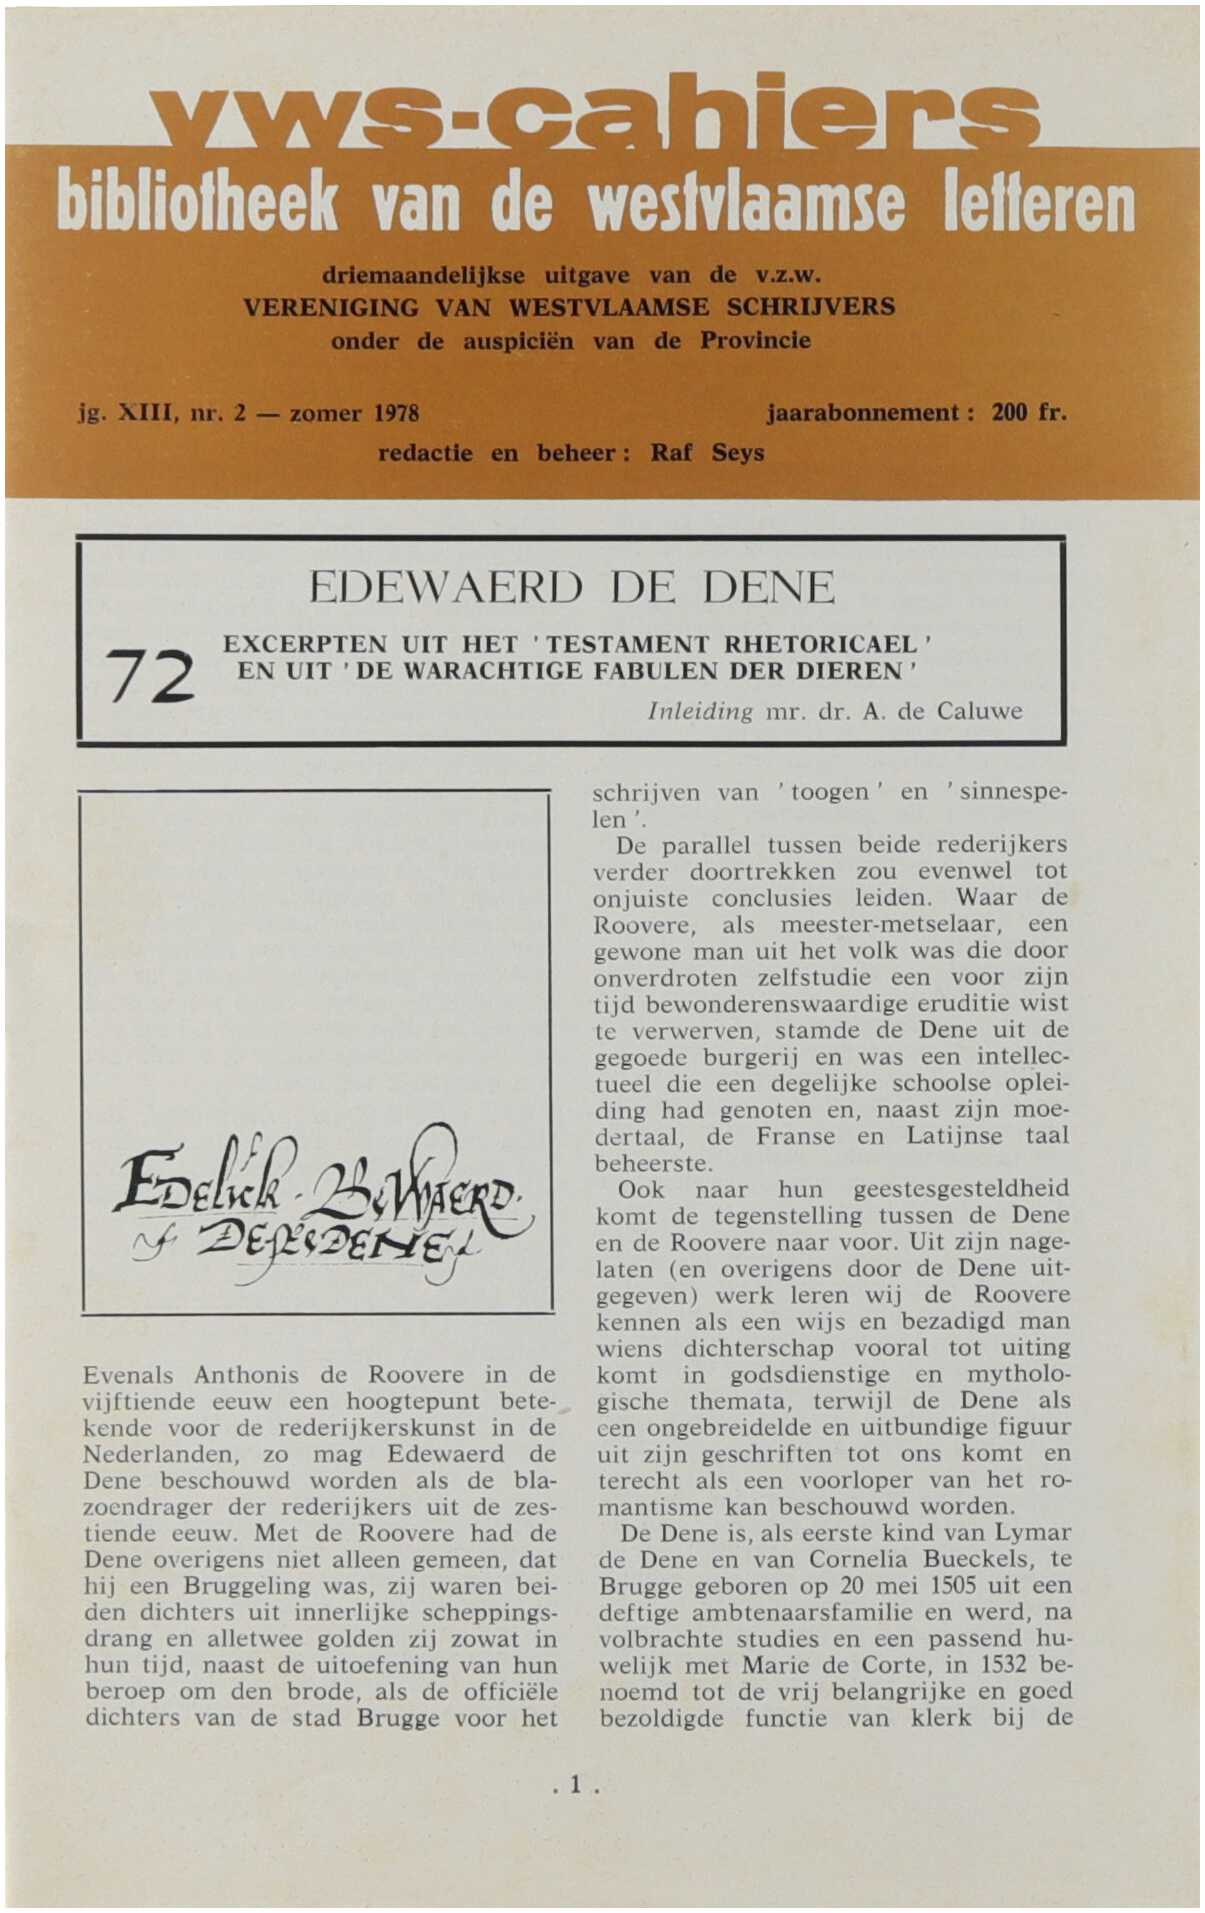 vws-cahiers
bibliotheek van de westvlaamse letteren
driemaandelijkse uitgave van de v.z.w.
VERENIGING VAN WESTVLAAMSE SCHRIJVERS
onder de auspiciën van de Provincie
jg. XIII, nr. 2 — zomer 1978
jaarabonnement : 200 fr.
redactie en beheer : Raf Seys
EDEWAERD DE DENE
72
EXCERPTEN UIT HET ' TESTAMENT RHETORICAEL '
EN UIT ' DE WARACHTIGE FABULEN DER DIEREN '
Inleiding mr. dr. A. de Caluwe
Evenals Anthonis de Roovere in de
vijftiende eeuw een hoogtepunt bete-
kende voor de rederijkerskunst in de
Nederlanden, zo mag Edewaerd de
Dene beschouwd worden als de bla-
zoendrager der rederijkers uit de zes-
tiende eeuw. Met de Roovere had de
Dene overigens niet alleen gemeen, dat
hij een Bruggeling was, zij waren bei-
den dichters uit innerlijke scheppings-
drang en alletwee golden zij zowat in
hun tijd, naast de uitoefening van hun
beroep om den brode, als de officiële
dichters van de stad Brugge voor het
schrijven van ' toogen ' en ' sinnespe-
len '.
De parallel tussen beide rederijkers
verder doortrekken zou evenwel tot
onjuiste conclusies leiden. Waar de
Roovere, als meester-metselaar, een
gewone man uit het volk was die door
onverdroten zelfstudie een voor zijn
tijd bewonderenswaardige eruditie wist
te verwerven, stamde de Dene uit de
gegoede burgerij en was een intellec-
tueel die een degelijke schoolse oplei-
ding had genoten en, naast zijn moe-
dertaal, de Franse en Latijnse taal
beheerste.
Ook naar hun geestesgesteldheid
komt de tegenstelling tussen de Dene
en de Roovere naar voor. Uit zijn nage-
laten (en overigens door de Dene uit-
gegeven) werk leren wij de Roovere
kennen als een wijs en bezadigd man
wiens dichterschap vooral tot uiting
komt in godsdienstige en mytholo-
gische themata, terwijl de Dene als
een ongebreidelde en uitbundige figuur
uit zijn geschriften tot ons komt en
terecht als een voorloper van het ro-
mantisme kan beschouwd worden.
De Dene is, als eerste kind van Lymar
de Dene en van Cornelia Bueckels, te
Brugge geboren op 20 mei 1505 uit een
deftige ambtenaarsfamilie en werd, na
volbrachte studies en een passend hu-
welijk met Marie de Corte, in 1532 be-
noemd tot de vrij belangrijke en goed
bezoldigde functie van klerk bij de
. 1 .